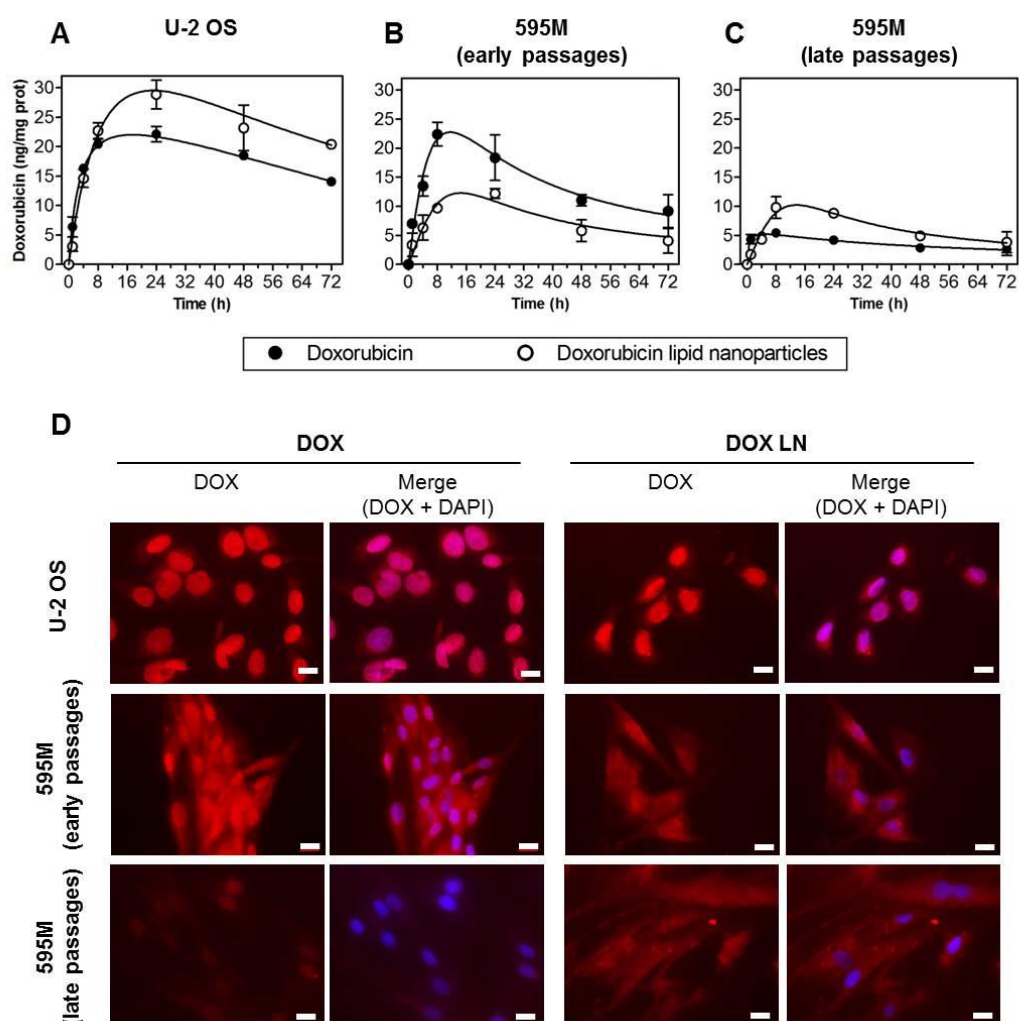 A
U-2 OS
B
595M
(early passages)
C
595M
(late passages)
Doxorubicin (ng/mg prot)
30
25
20
15
10
5
0
0 8 16 24 32 40 48 56 64 72
Time (h)
30
25
20
15
10
5
0
0 8 16 24 32 40 48 56 64 72
Time (h)
30
25
20
15
10
5
0
0 8 16 24 32 40 48 56 64 72
Time (h)
Doxorubicin
Doxorubicin lipid nanoparticles
D
DOX
DOX LN
DOX
Merge
(DOX + DAPI)
DOX
Merge
(DOX + DAPI)
U-2 OS
595M
(early passages)
595M
(late passages)